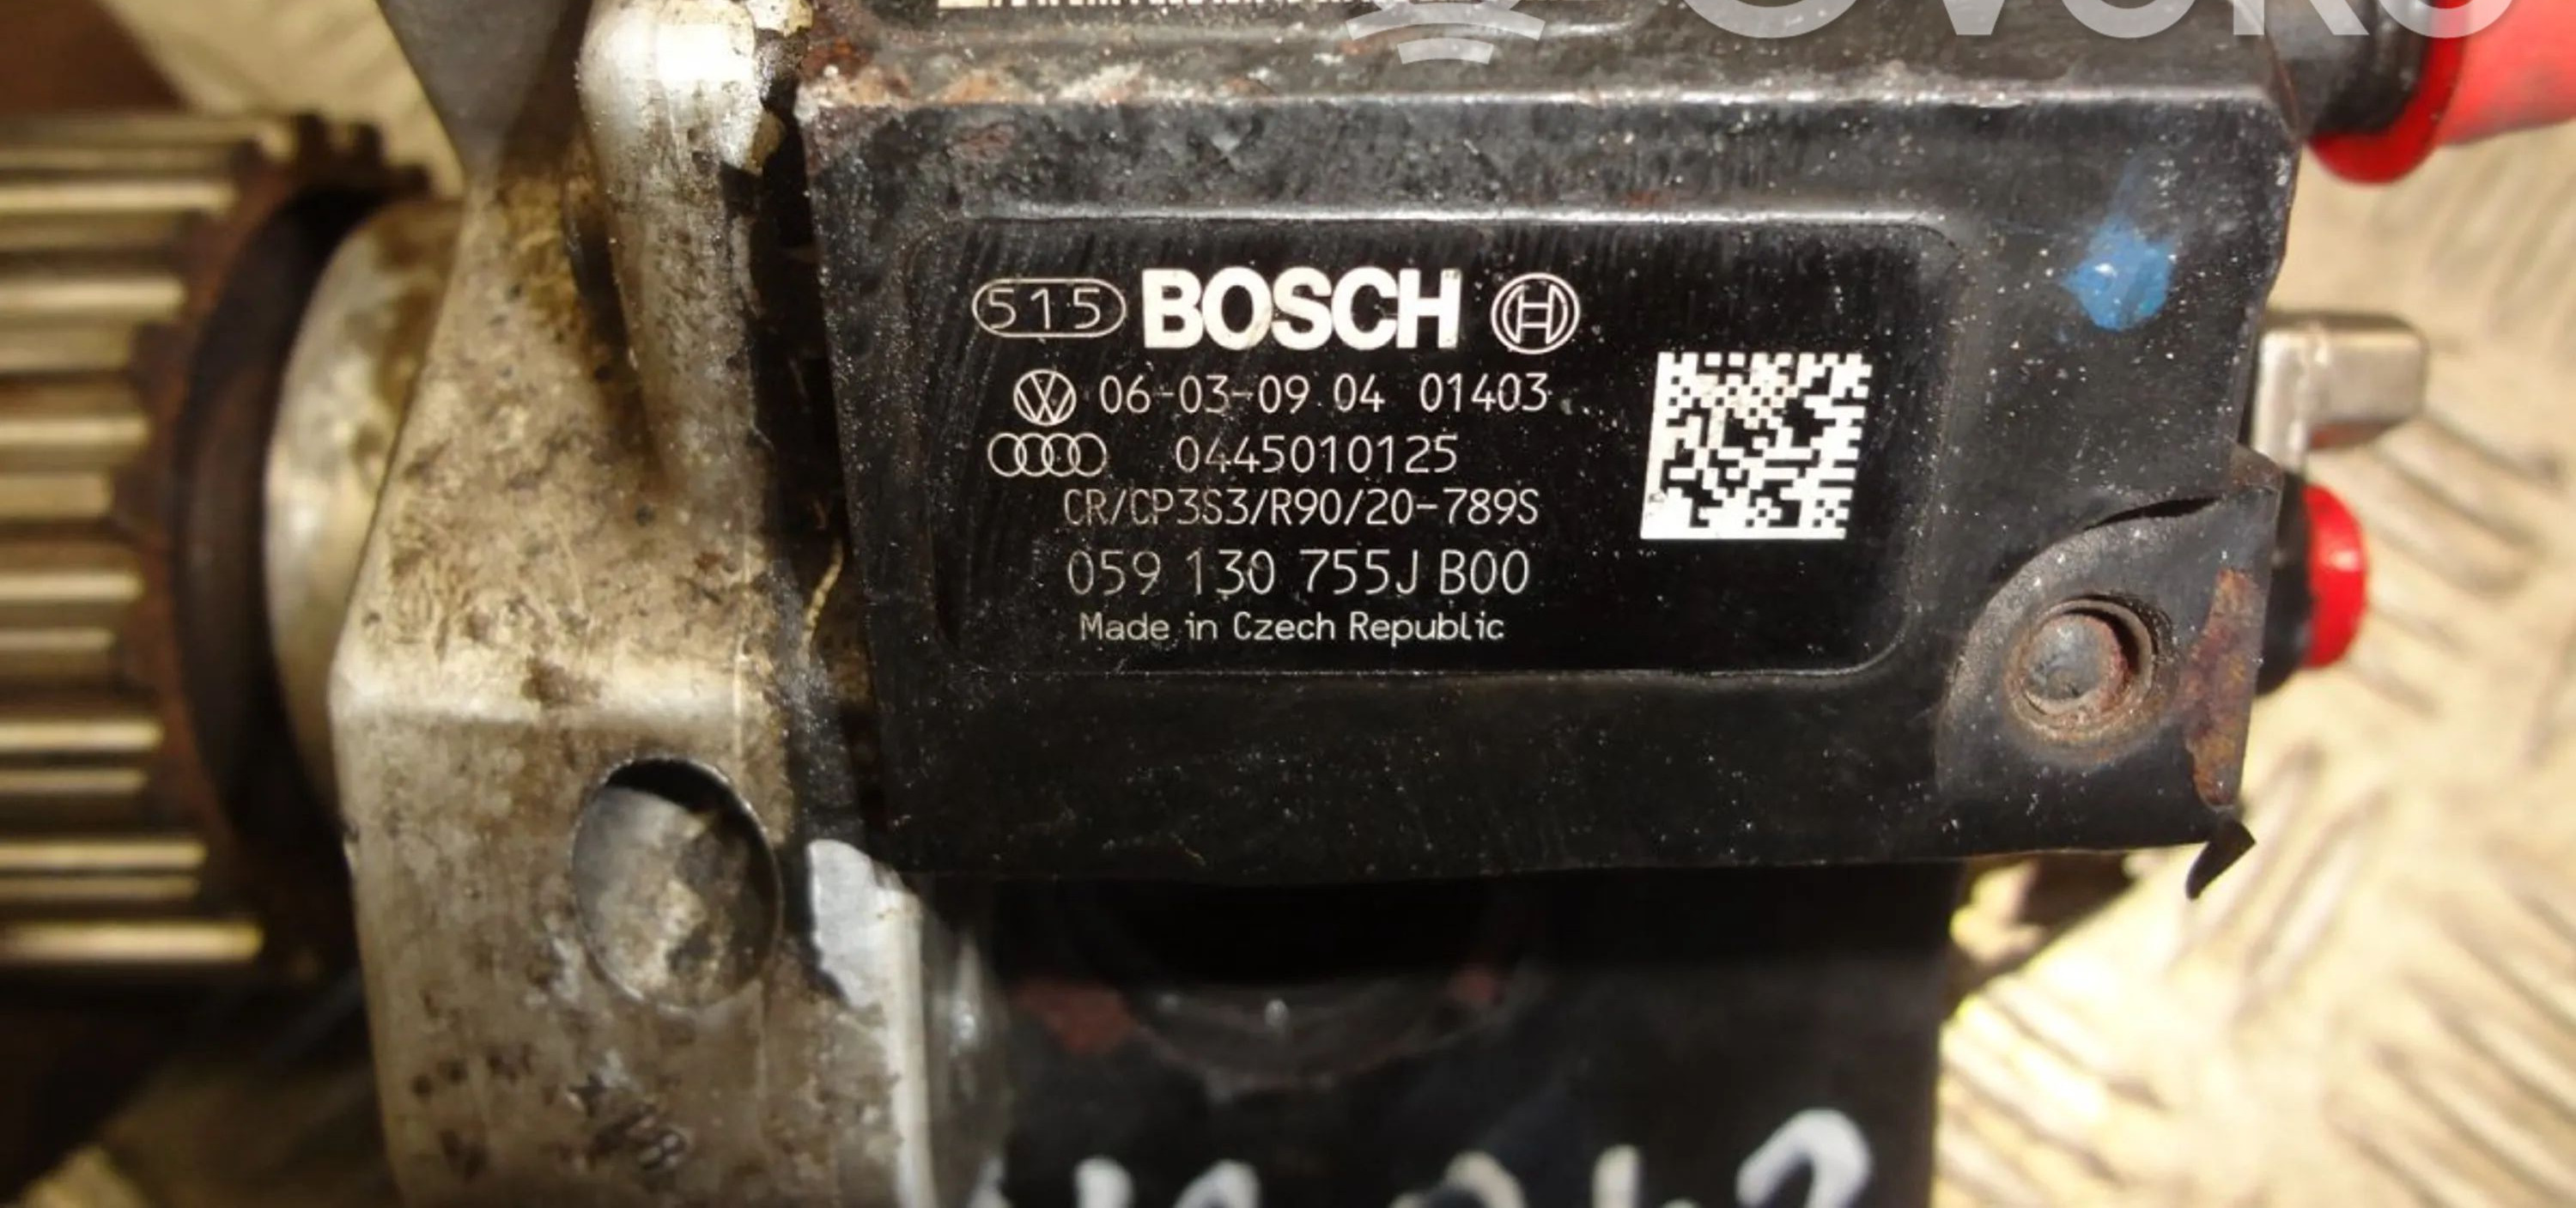 515 BOSCH
06-03-09 04 01403
0445010125
CR/CP3S3/R90/20-789S
059 130 755J B00
Made in Czech Republic